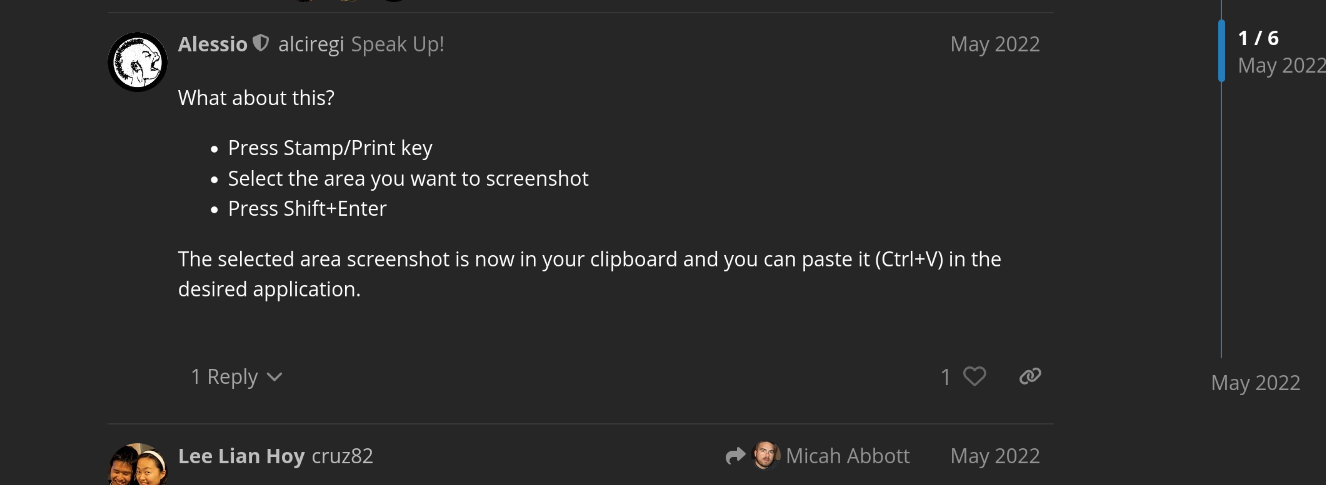 Alessio alciregi Speak Up! May 2022
1 / 6
May 2022
What about this?
• Press Stamp/Print key
• Select the area you want to screenshot
• Press Shift+Enter
The selected area screenshot is now in your clipboard and you can paste it (Ctrl+V) in the
desired application.
1 Reply 1
May 2022
Lee Lian Hoy cruz82 Micah Abbott May 2022